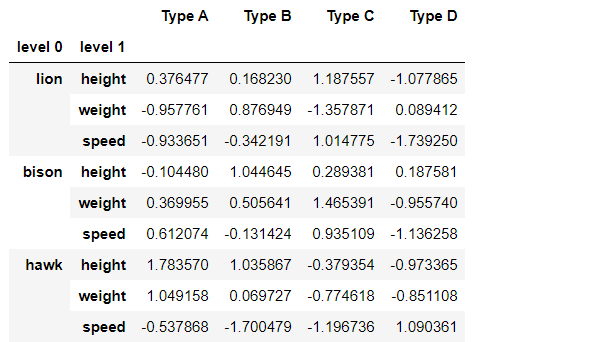 Type A Type B Type C Type D
level 0 level 1
lion height 0.376477 0.168230 1.187557 -1.077865
weight -0.957761 0.876949 -1.357871 0.089412
speed -0.933651 -0.342191 1.014775 -1.739250
bison height -0.104480 1.044645 0.289381 0.187581
weight 0.369955 0.505641 1.465391 -0.955740
speed 0.612074 -0.131424 0.935109 -1.136258
hawk height 1.783570 1.035867 -0.379354 -0.973365
weight 1.049158 0.069727 -0.774618 -0.851108
speed -0.537868 -1.700479 -1.196736 1.090361